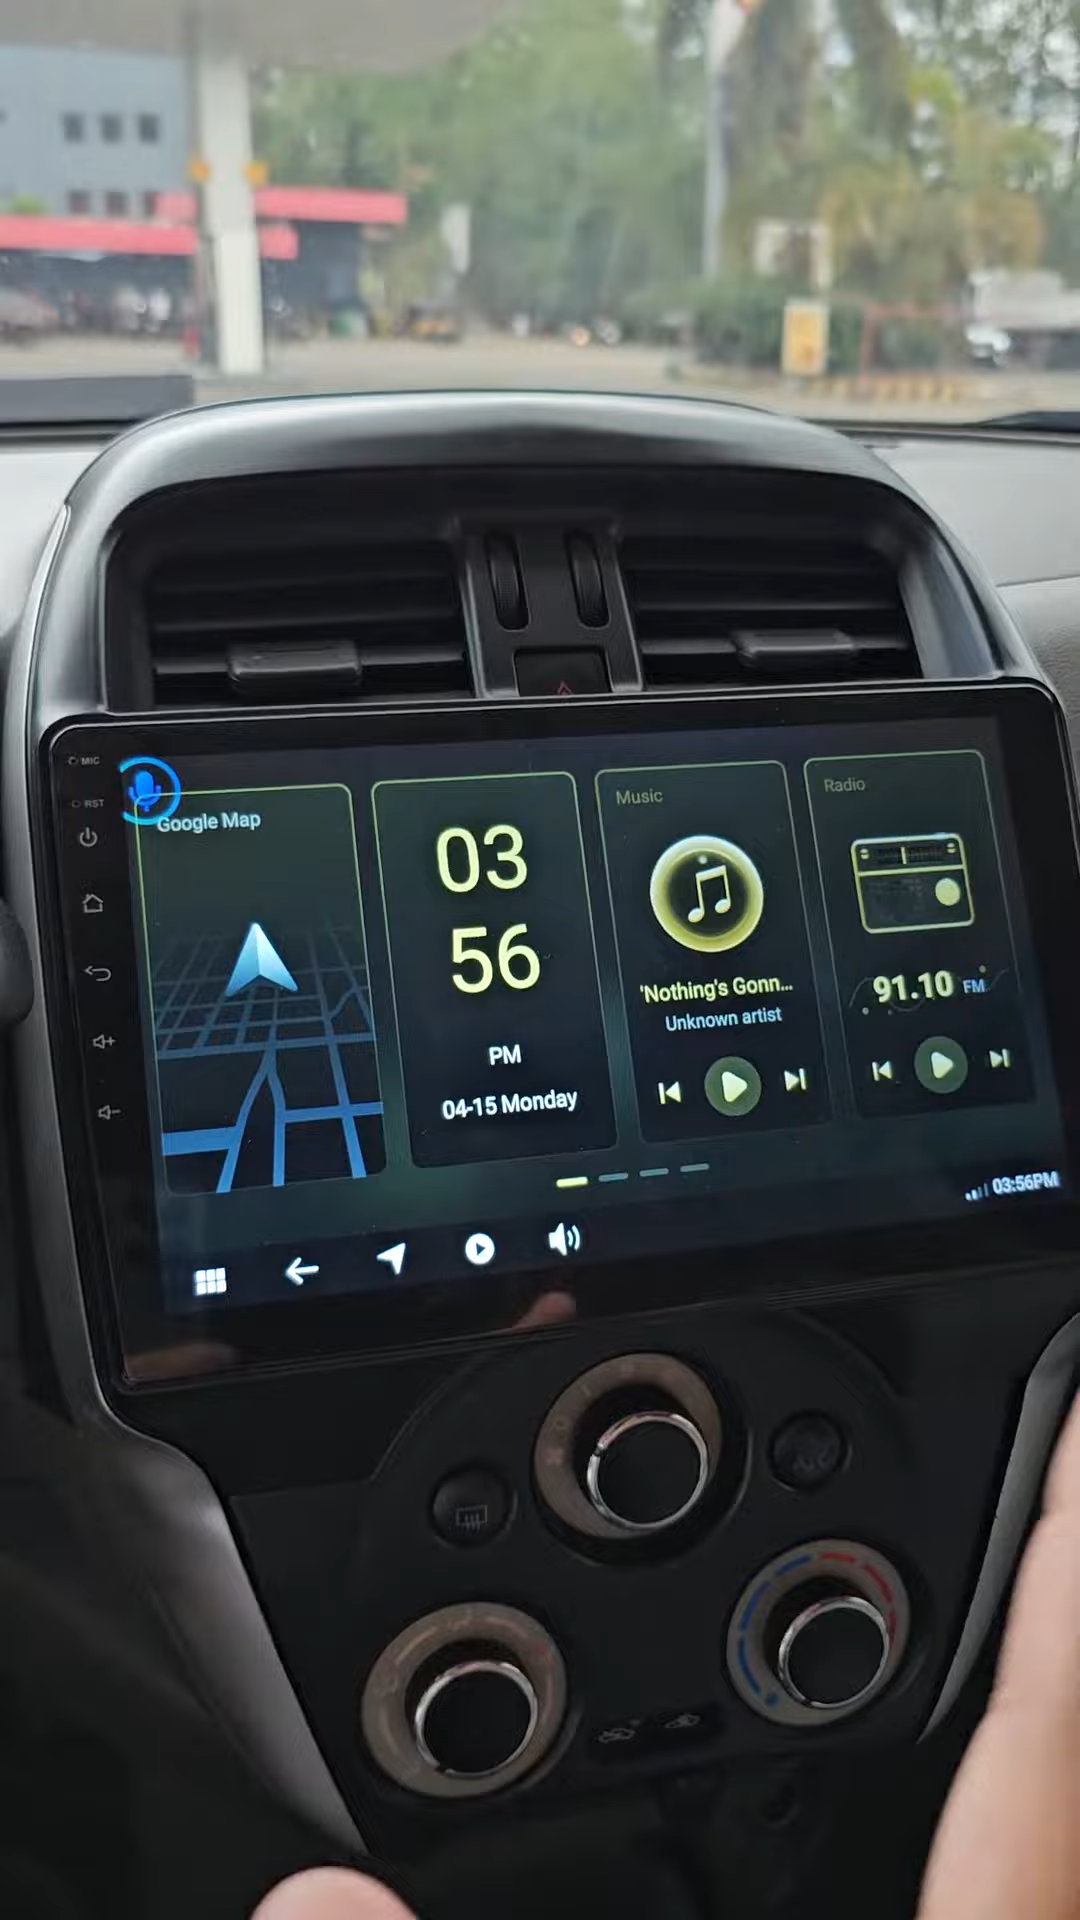 MIC
RST
Google Map
03
56
PM
04-15 Monday
Music
'Nothing's Gonn...
Unknown artist
Radio
91.10 FM
03:56PM
A/C